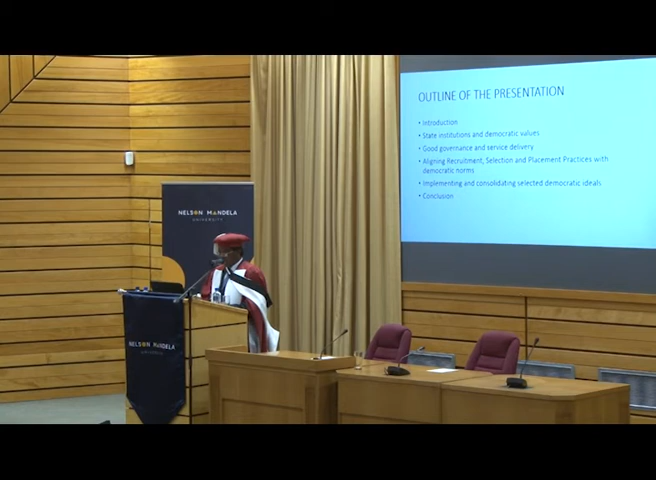 OUTLINE OF THE PRESENTATION
• Introduction
• State institutions and democratic values
• Good governance and service delivery
• Aligning Recruitment, Selection and Placement Practices with
democratic norms
• Implementing and consolidating selected democratic ideals
• Conclusion
NELSON MANDELA
UNIVERSITY
NELSON MANDELA
UNIVERSITY